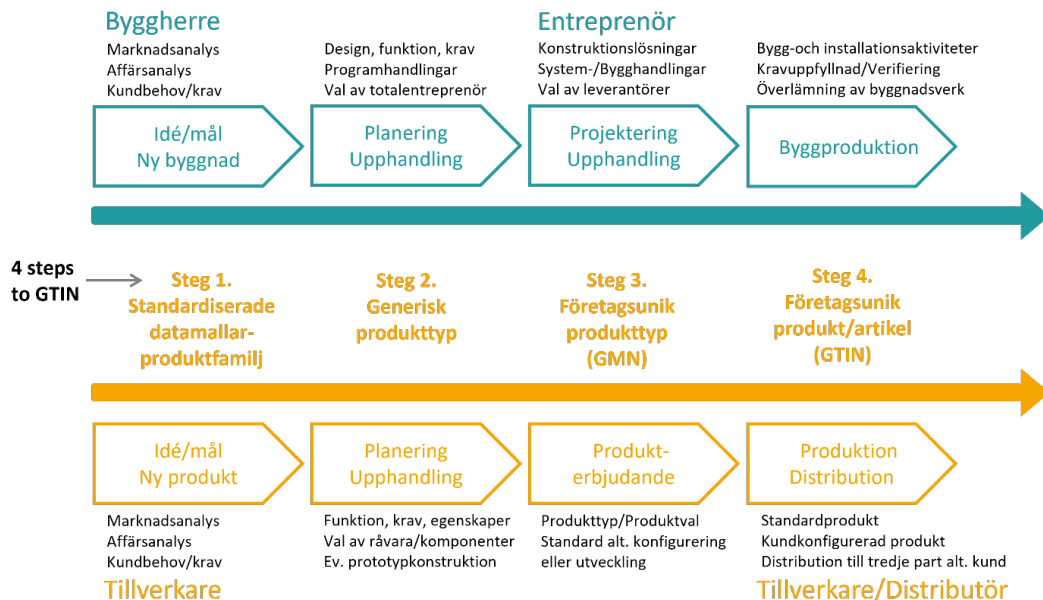 Byggherre
Marknadsanalys
Affärsanalys
Kundbehov/krav
Design, funktion, krav
Programhandlingar
Val av totalentreprenör
Entreprenör
Konstruktionslösningar
System-/Bygghandlingar
Val av leverantörer
Bygg-och installationsaktiviteter
Kravuppfyllnad/Verifiering
Överlämning av byggnadsverk
Idé/mål
Ny byggnad
Planering
Upphandling
Projektering
Upphandling
Byggproduktion
4 steps
to GTIN
Steg 1.
Standardiserade
datamallar-
produktfamilj
Steg 2.
Generisk
produkttyp
Steg 3.
Företagsunik
produkttyp
(GMN)
Steg 4.
Företagsunik
produkt/artikel
(GTIN)
Idé/mål
Ny produkt
Planering
Upphandling
Produkt-
erbjudande
Produktion
Distribution
Marknadsanalys
Affärsanalys
Kundbehov/krav
Tillverkare
Funktion, krav, egenskaper
Val av råvara/komponenter
Ev. prototypkonstruktion
Produkttyp/Produktval
Standard alt. konfigurering
eller utveckling
Standardprodukt
Kundkonfigurerad produkt
Distribution till tredje part alt. kund
Tillverkare/Distributör